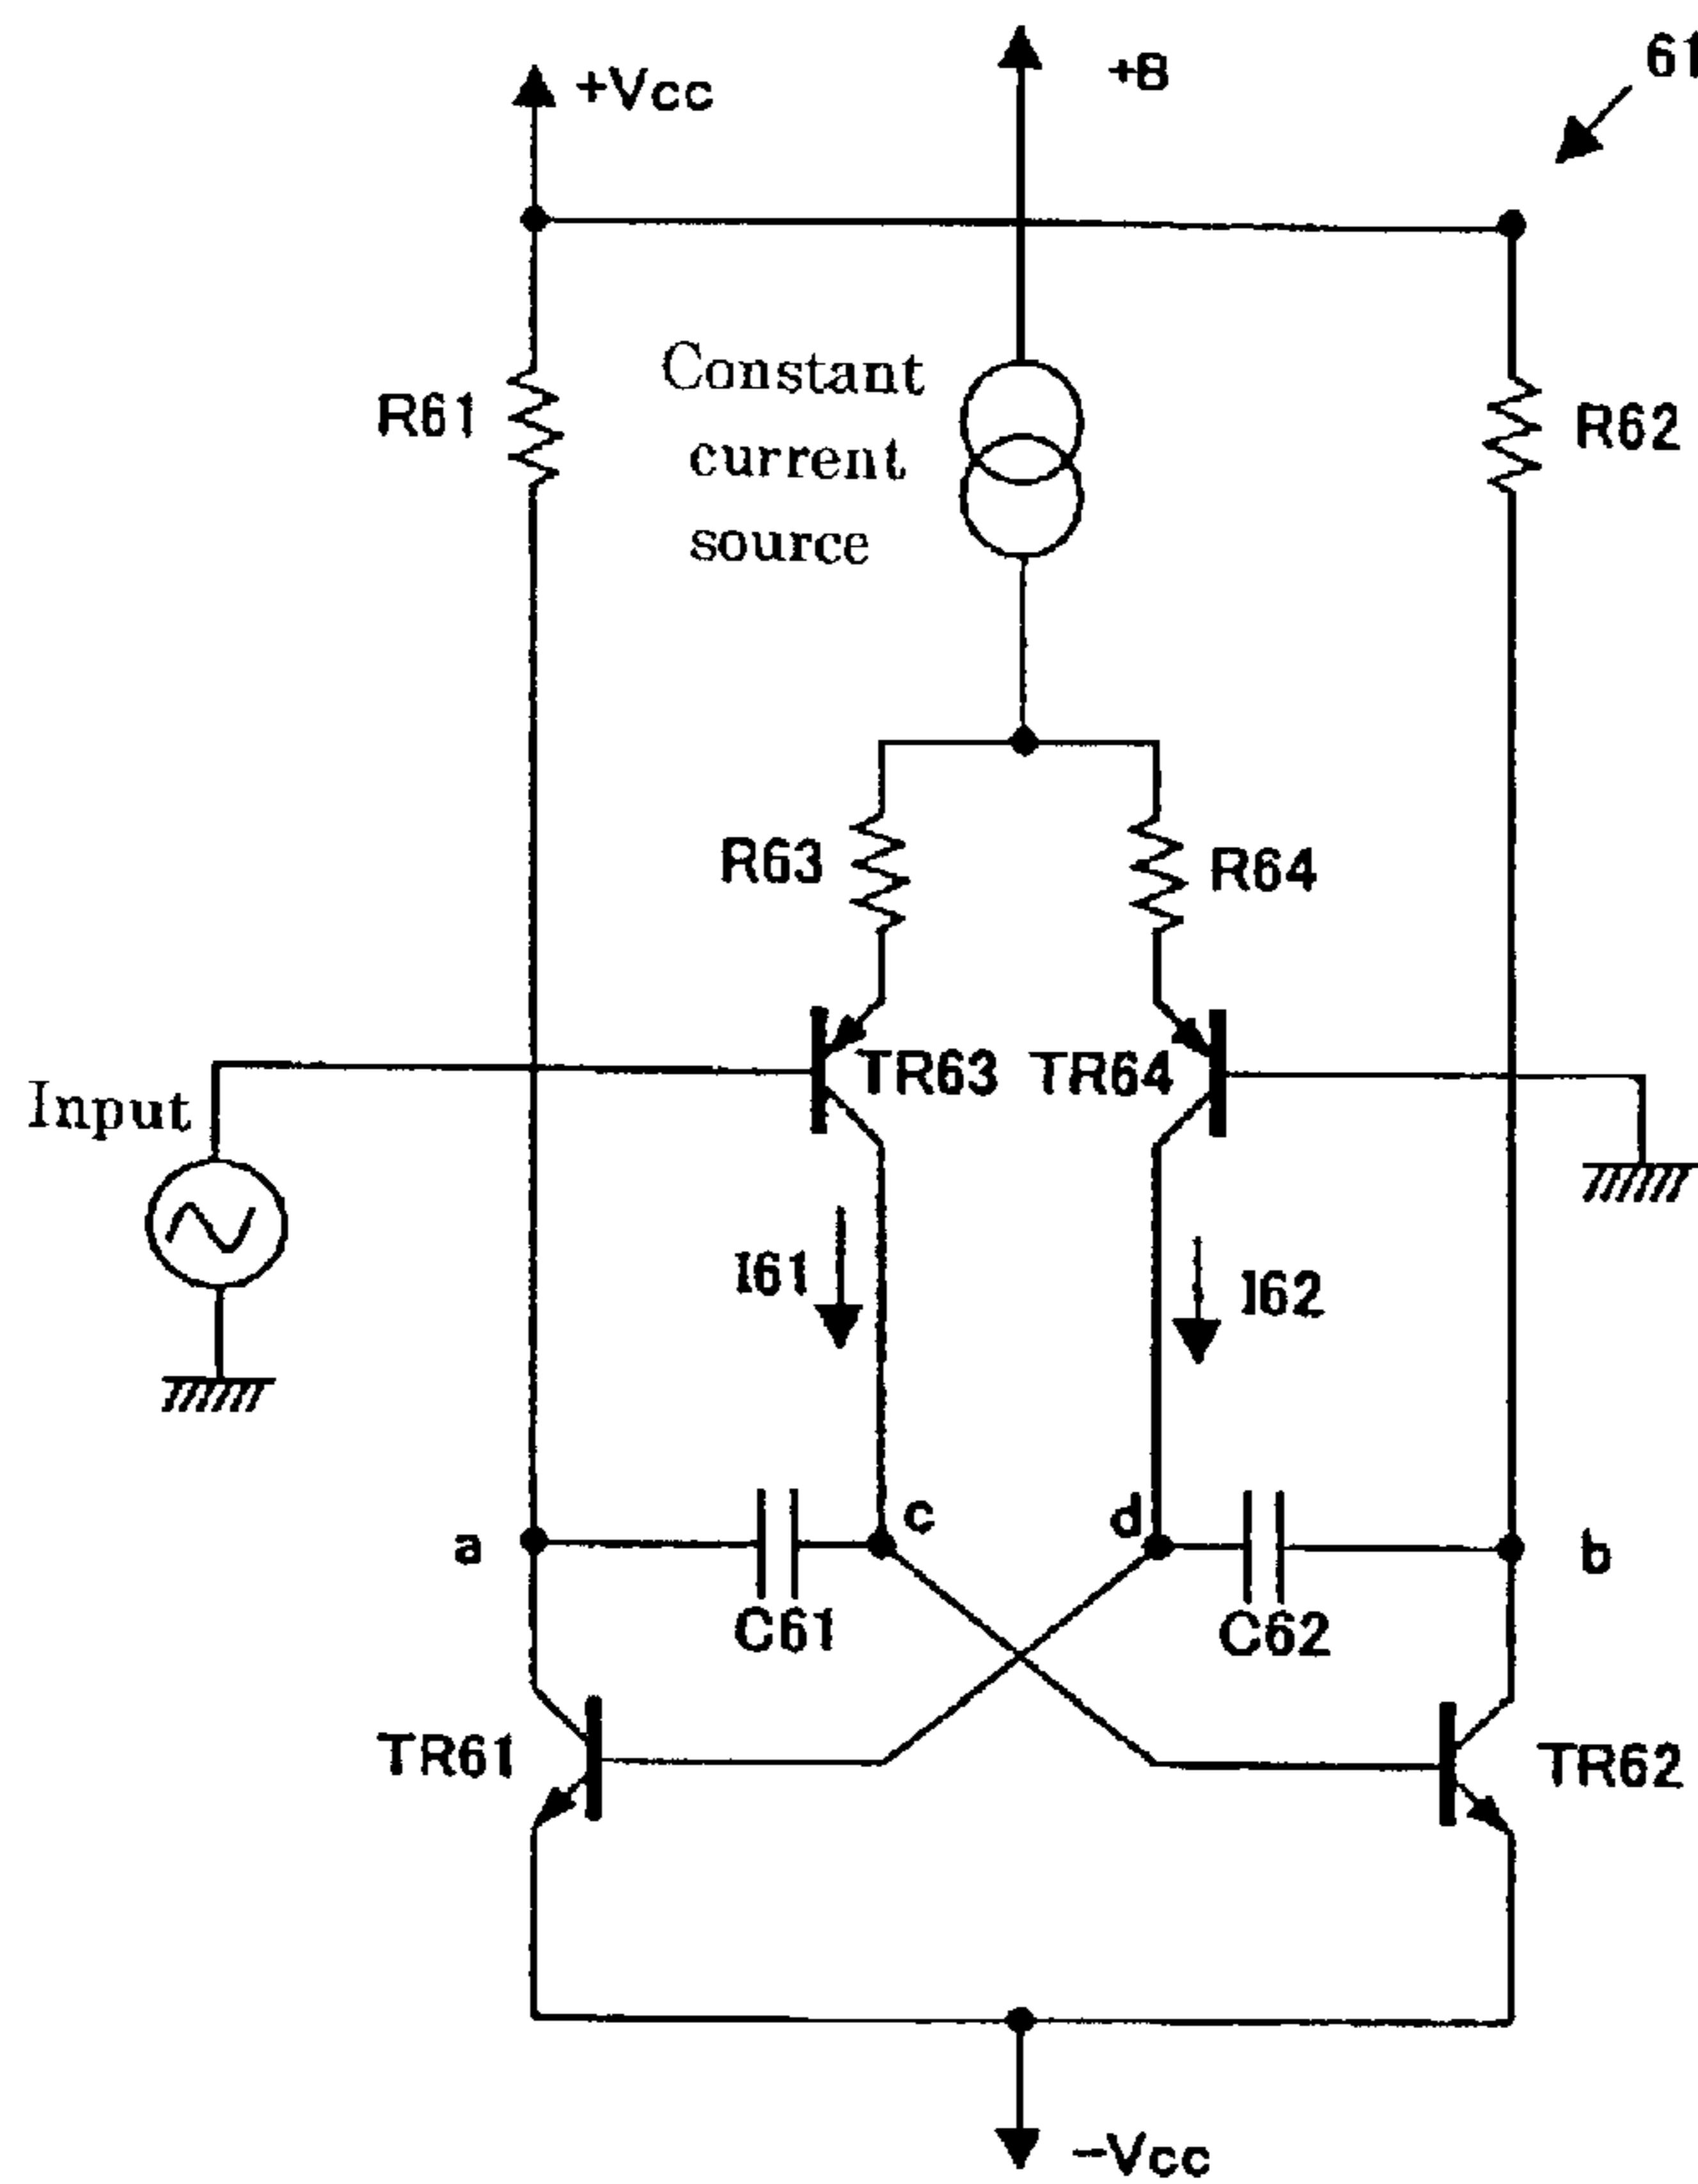 61
+Vcc
+8
R61
Constant
current
source
R62
R63
R64
Input
TR63
TR64
I61
I62
a
c
d
b
C61
C62
TR61
TR62
−Vcc